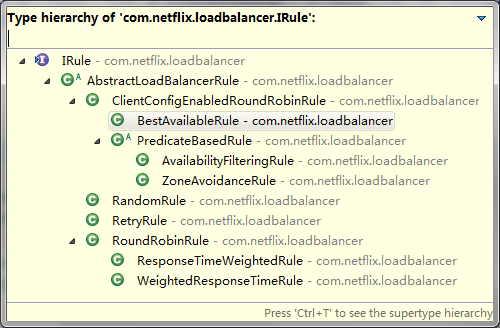 Type hierarchy of 'com.netflix.loadbalancer.IRule':
IRule - com.netflix.loadbalancer
A AbstractLoadBalancerRule - com.netflix.loadbalancer
ClientConfigEnabledRoundRobinRule - com.netflix.loadbalancer
BestAvailableRule - com.netflix.loadbalancer
A PredicateBasedRule - com.netflix.loadbalancer
AvailabilityFilteringRule - com.netflix.loadbalancer
ZoneAvoidanceRule - com.netflix.loadbalancer
RandomRule - com.netflix.loadbalancer
RetryRule - com.netflix.loadbalancer
RoundRobinRule - com.netflix.loadbalancer
ResponseTimeWeightedRule - com.netflix.loadbalancer
WeightedResponseTimeRule - com.netflix.loadbalancer
Press 'Ctrl+T' to see the supertype hierarchy